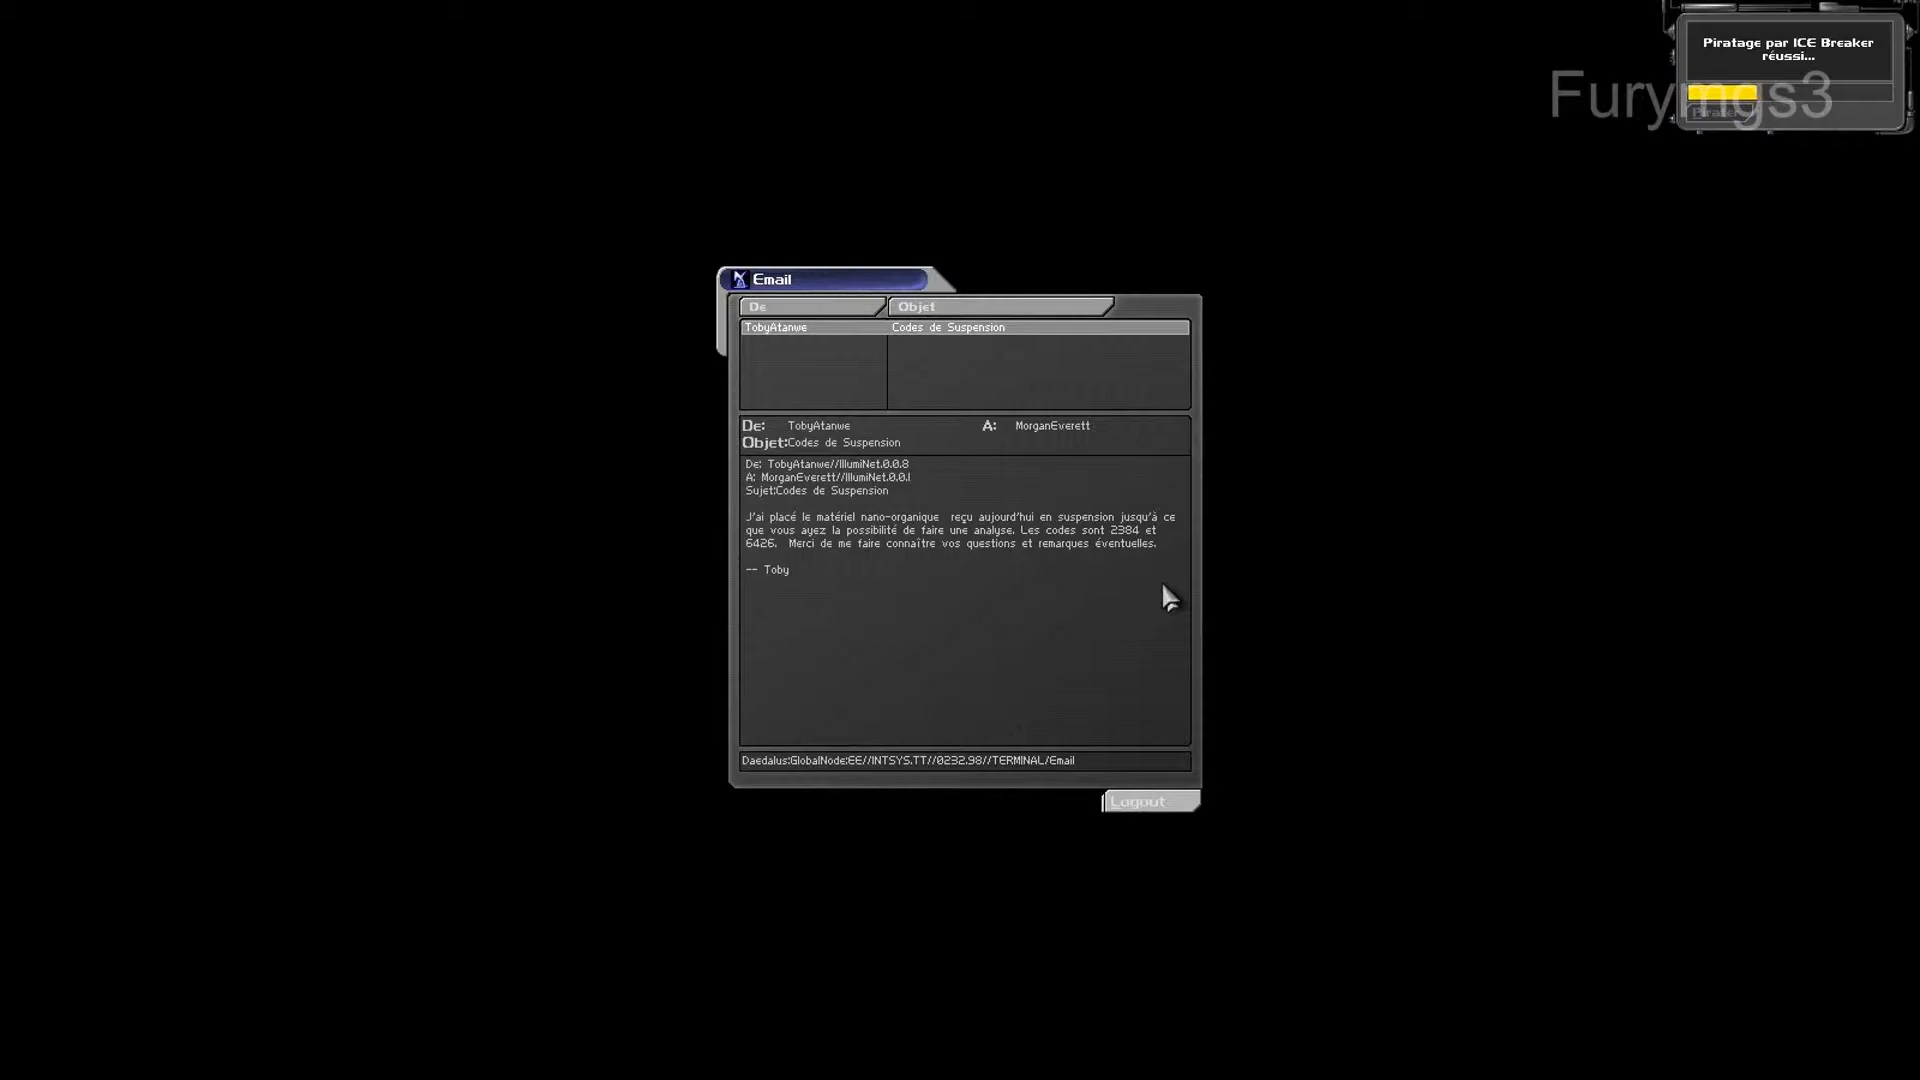 Piratage par ICE Breaker
réussi...
Furymgs3
Pirater
Email
De Objet
TobyAtanwe Codes de Suspension
De: TobyAtanwe A: MorganEverett
Objet:Codes de Suspension
De: TobyAtanwe//IllumiNet.0.0.8
A: MorganEverett//IllumiNet.0.0.1
Sujet:Codes de Suspension
J'ai placé le matériel nano-organique reçu aujourd'hui en suspension jusqu'à ce
que vous ayez la possibilité de faire une analyse. Les codes sont 2384 et
6426. Merci de me faire connaître vos questions et remarques éventuelles.
-- Toby
Daedalus:GlobalNode:EE//INTSYS.TT//0232.98//TERMINAL/Email
Logout